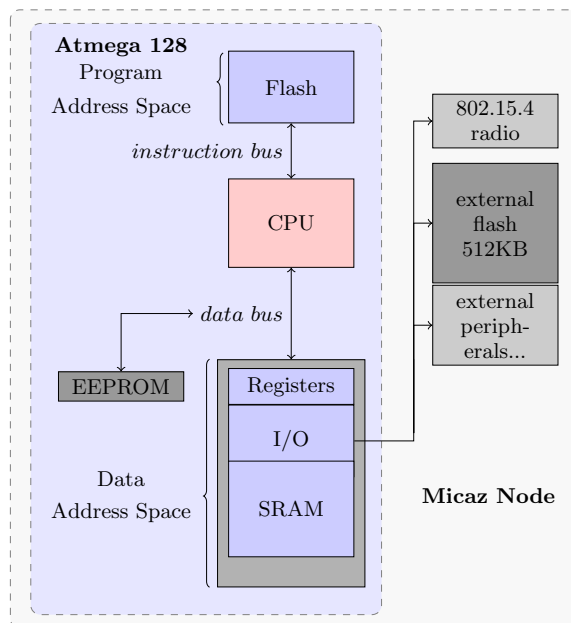 Atmega 128
Program
Address Space
Flash
instruction bus
CPU
data bus
EEPROM
Registers
I/O
SRAM
Data
Address Space
802.15.4
radio
external
flash
512KB
external
periph-
erals...
Micaz Node